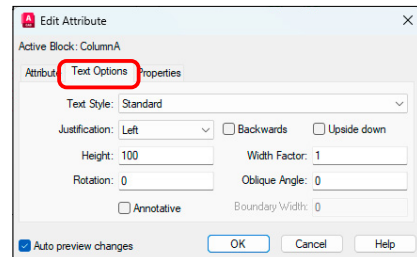 Edit Attribute
Active Block: ColumnA
Attribute Text Options Properties
Text Style: Standard
Justification: Left Backwards Upside down
Height: 100 Width Factor: 1
Rotation: 0 Oblique Angle: 0
Annotative Boundary Width: 0
Auto preview changes OK Cancel Help